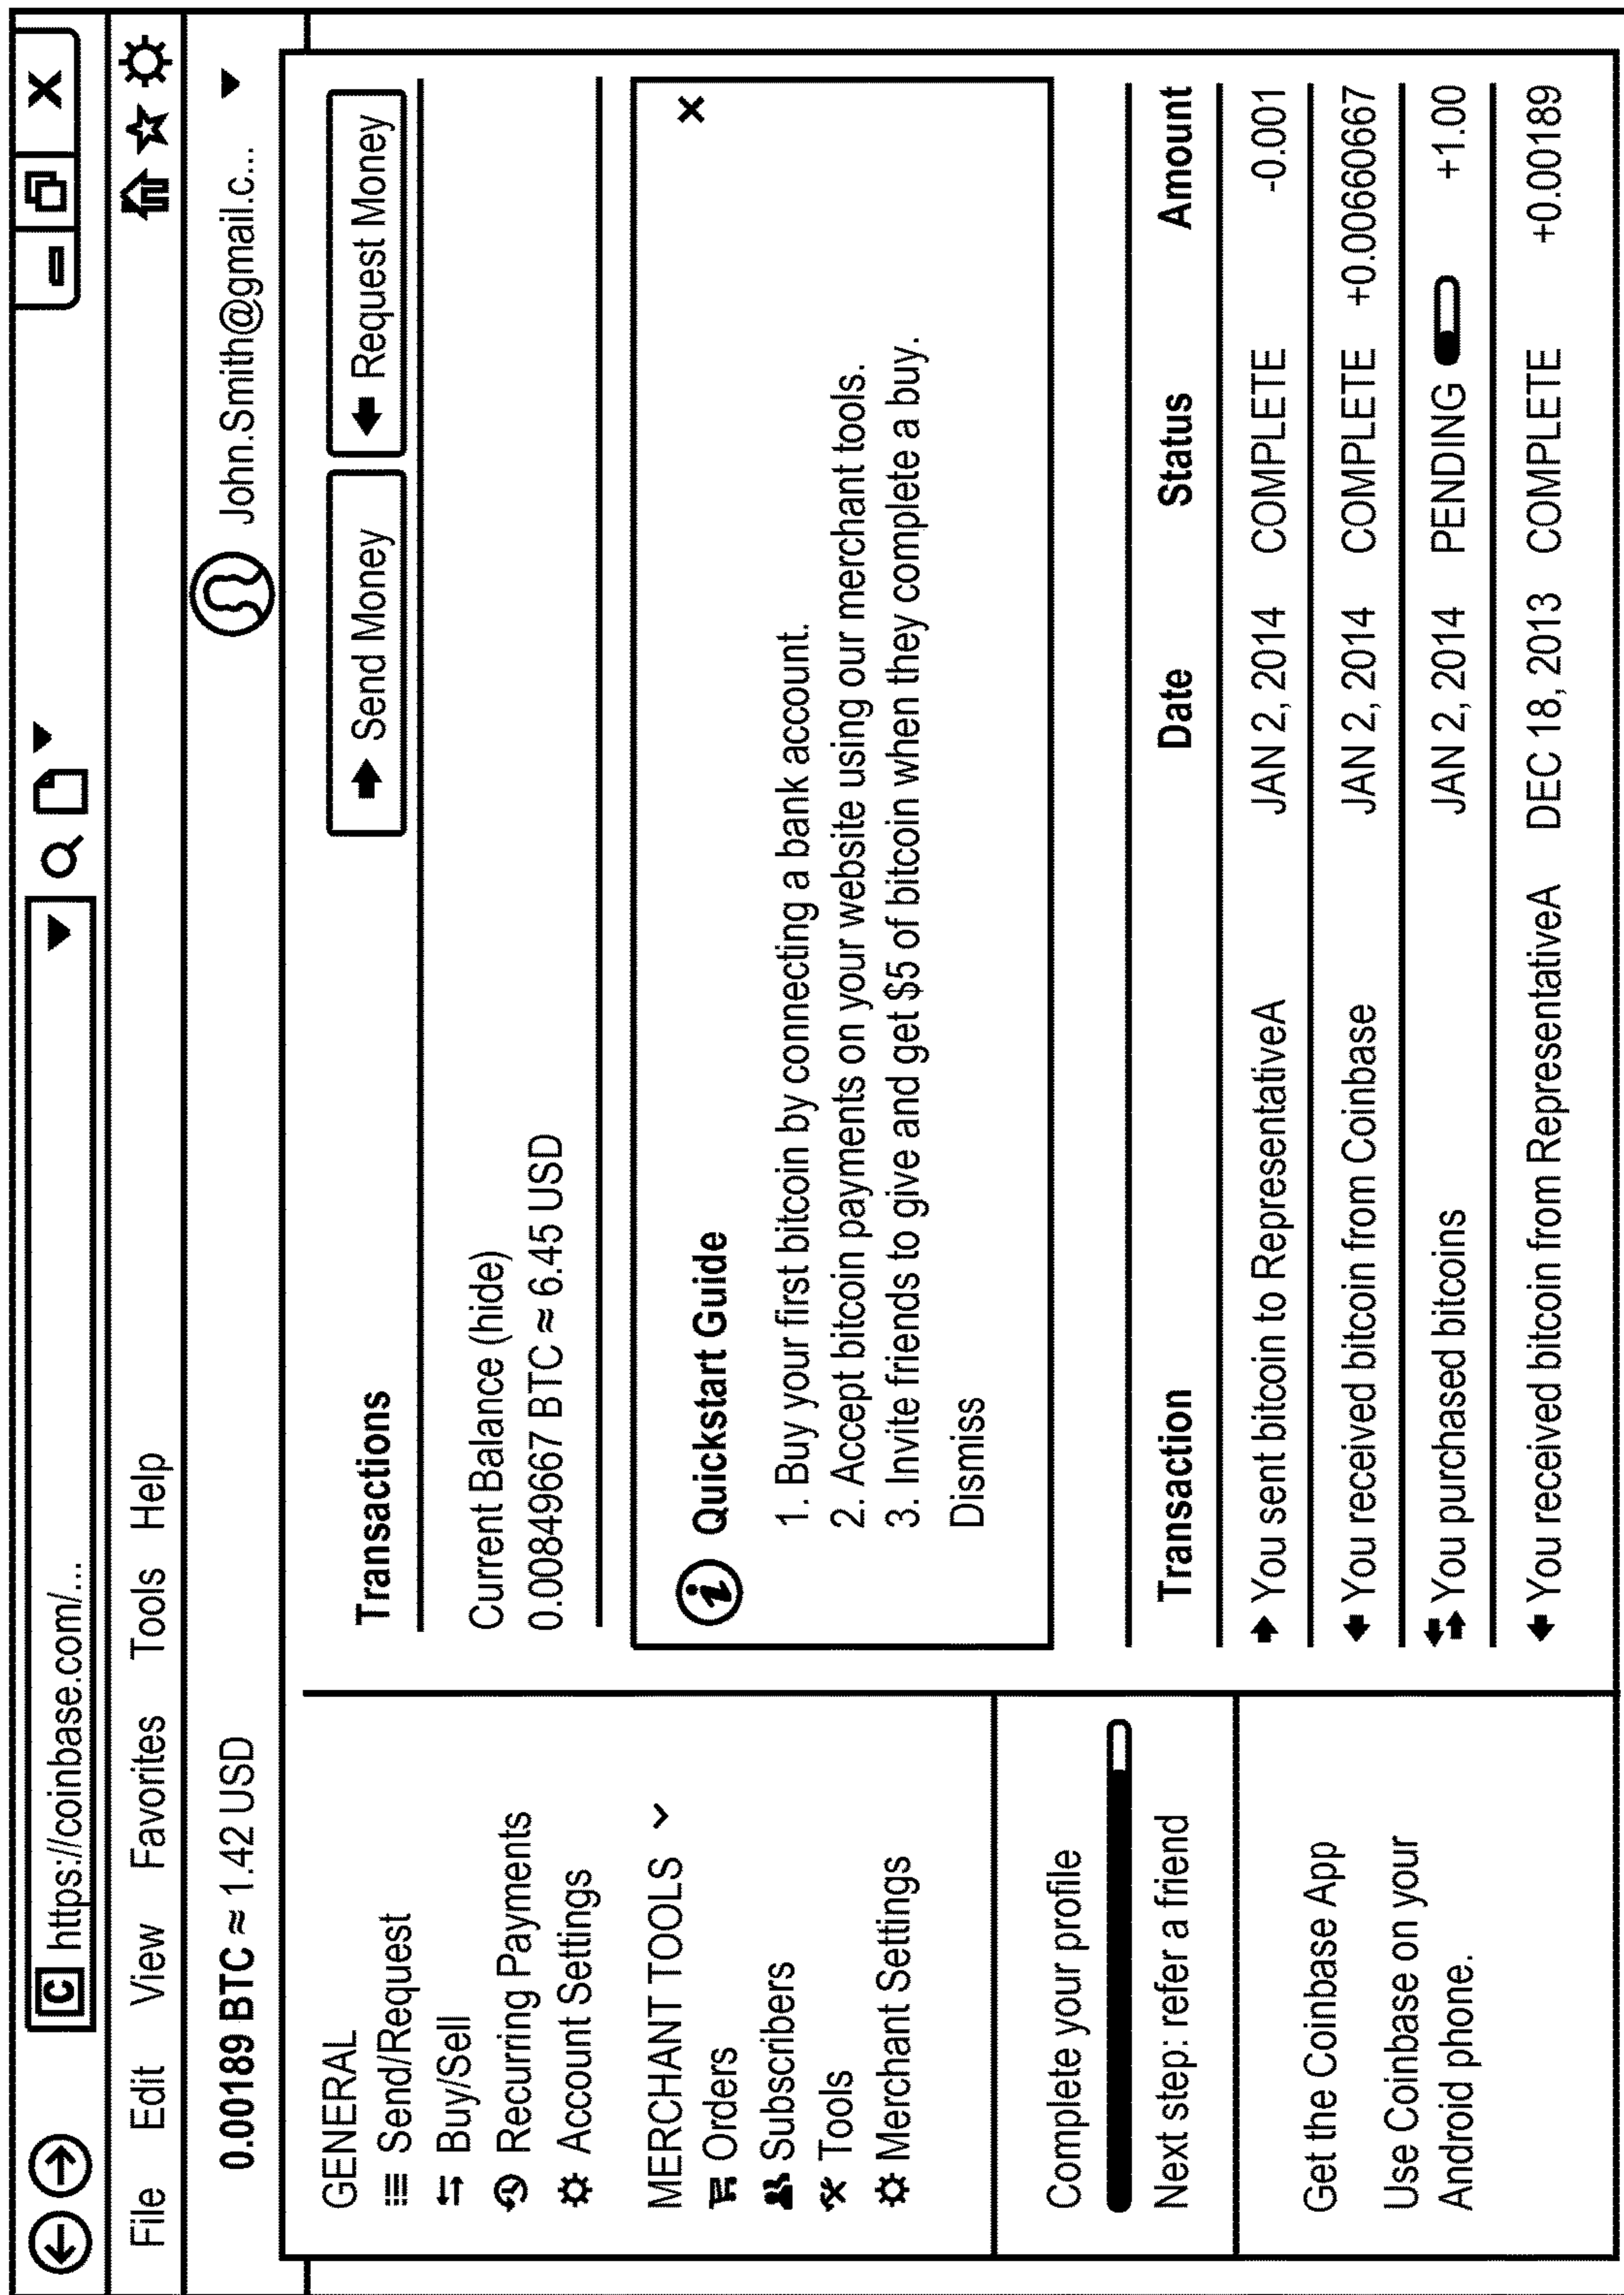 X
C https://coinbase.com/...
File Edit View Favorites Tools Help
0.00189 BTC ≈ 1.42 USD
John.Smith@gmail.c...
GENERAL
Send/Request
Buy/Sell
Recurring Payments
Account Settings
MERCHANT TOOLS
Orders
Subscribers
Tools
Merchant Settings
Complete your profile
Next step: refer a friend
Get the Coinbase App
Use Coinbase on your
Android phone.
Transactions
Send Money
Request Money
Current Balance (hide)
0.00849667 BTC ≈ 6.45 USD
i Quickstart Guide
x
1. Buy your first bitcoin by connecting a bank account.
2. Accept bitcoin payments on your website using our merchant tools.
3. Invite friends to give and get $5 of bitcoin when they complete a buy.
Dismiss
Transaction Date Status Amount
You sent bitcoin to RepresentativeA JAN 2, 2014 COMPLETE -0.001
You received bitcoin from Coinbase JAN 2, 2014 COMPLETE +0.00660667
You purchased bitcoins JAN 2, 2014 PENDING +1.00
You received bitcoin from RepresentativeA DEC 18, 2013 COMPLETE +0.00189